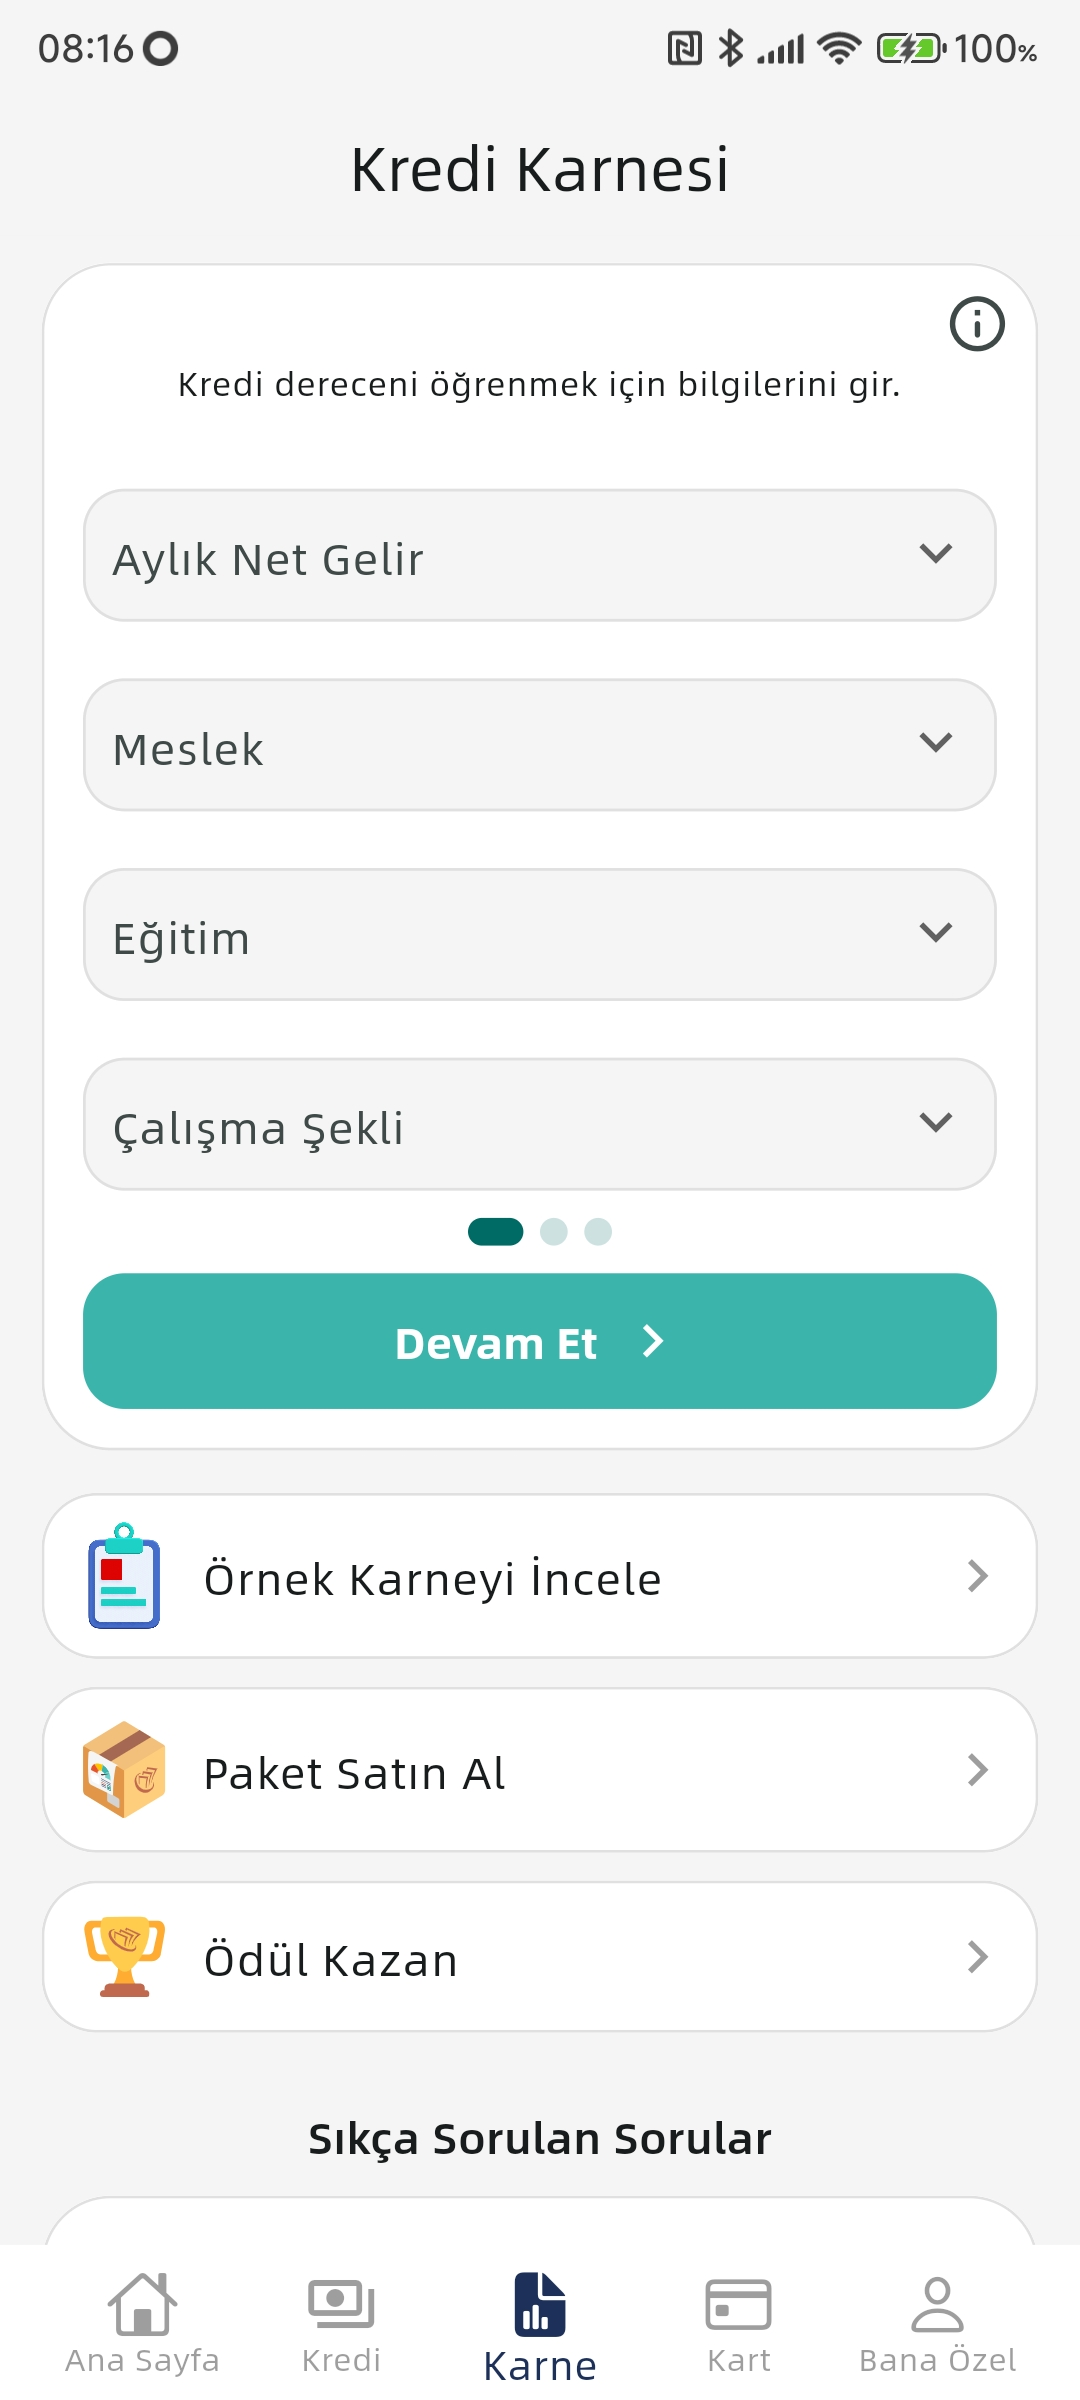 08:16
100%
Kredi Karnesi
Kredi dereceni öğrenmek için bilgilerini gir.
Aylık Net Gelir
Meslek
Eğitim
Çalışma Şekli
Devam Et
Örnek Karneyi İncele
Paket Satın Al
Ödül Kazan
Sıkça Sorulan Sorular
Ana Sayfa
Kredi
Karne
Kart
Bana Özel